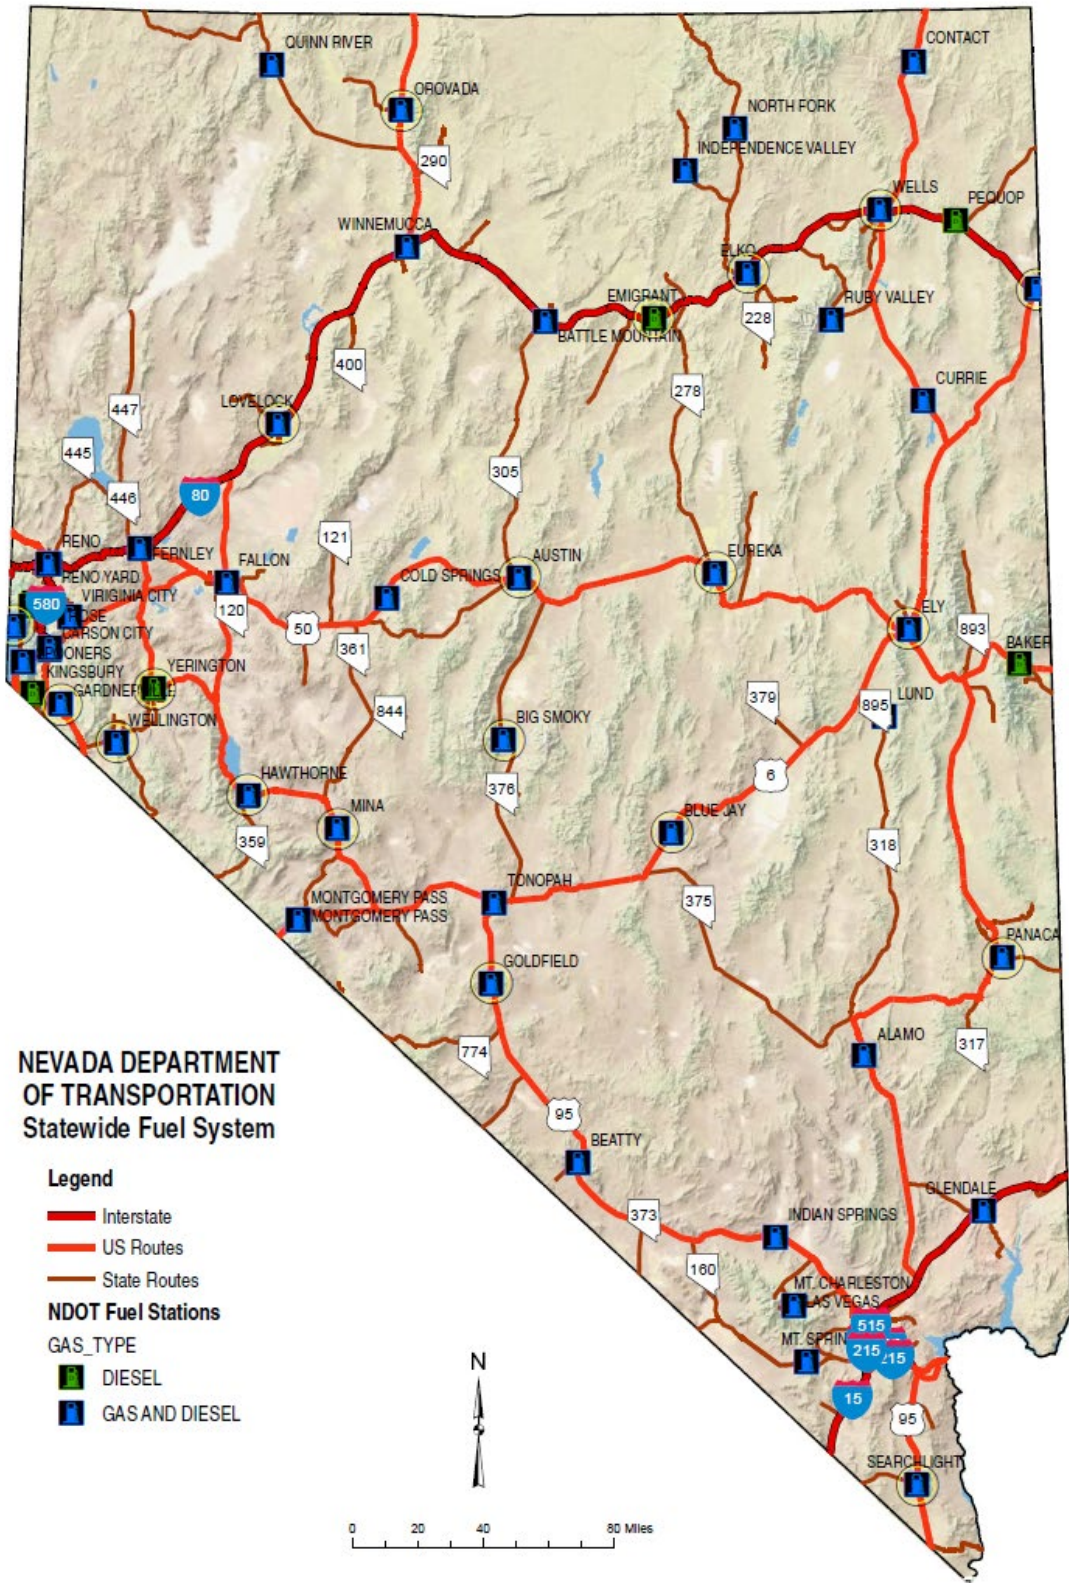 QUINN RIVER
CONTACT
OROVADA
NORTH FORK
290
INDEPENDENCE VALLEY
WELLS
PEQUOP
WINNEMUCCA
ELKO
EMIGRANT
RUBY VALLEY
228
BATTLE MOUNTAIN
400
CURRIE
278
LOVELOCK
447
445
305
446
80
121
RENO
FERNLEY
AUSTIN
EUREKA
RENO YARD
FALLON
COLD SPRINGS
VIRIGINIA CITY
580
120
ROSE
50
ELY
893
CARSON CITY
361
BAKER
KINGSBURY
YERINGTON
379
LUND
GARDNERVILLE
844
895
WELLINGTON
BIG SMOKY
HAWTHORNE
6
376
MINA
BLUE JAY
359
318
TONOPAH
MONTGOMERY PASS
MONTGOMERY PASS
375
PANACA
GOLDFIELD
ALAMO
317
774
NEVADA DEPARTMENT
OF TRANSPORTATION
Statewide Fuel System
95
BEATTY
Legend
GLENDALE
Interstate
373
INDIAN SPRINGS
US Routes
160
State Routes
MT. CHARLESTON
LAS VEGAS
NDOT Fuel Stations
515
GAS_TYPE
MT. SPRIN
215
215
DIESEL
N
15
GAS AND DIESEL
95
SEARCHLIGHT
0 20 40 80 Miles